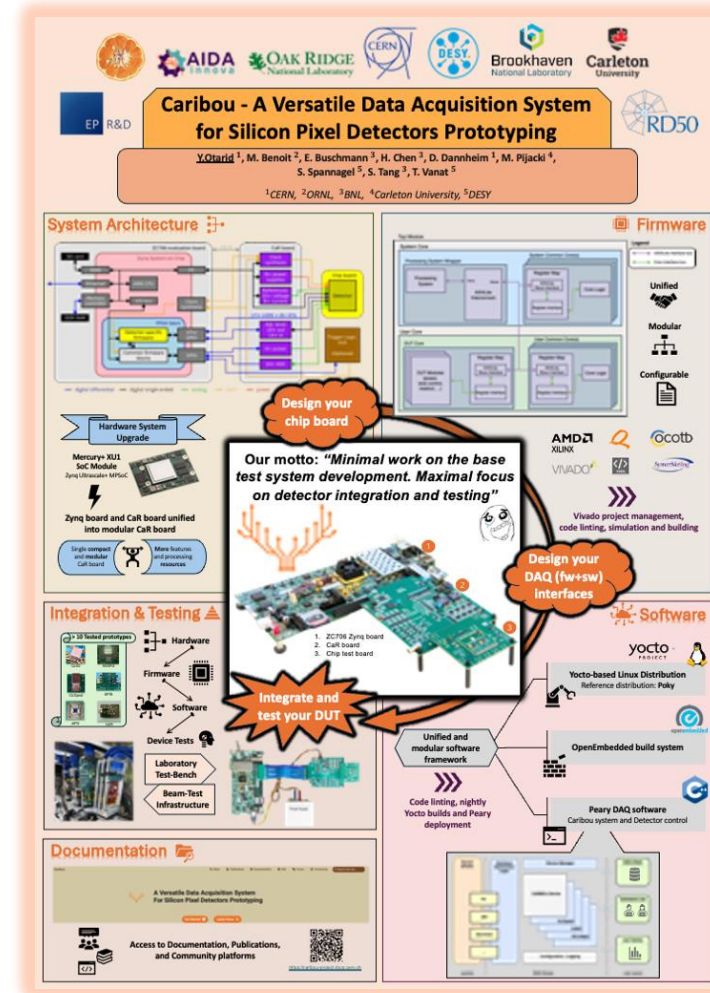 AIDA
innova
OAK RIDGE
National Laboratory
CERN
DESY.
Brookhaven
National Laboratory
Carleton
University
EP R&D
RD50
Caribou - A Versatile Data Acquisition System
for Silicon Pixel Detectors Prototyping
Y.Otarid 1, M. Benoit 2, E. Buschmann 3, H. Chen 3, D. Dannheim 1, M. Pijacki 4,
S. Spannagel 5, S. Tang 3, T. Vanat 5
1CERN, 2ORNL, 3BNL, 4Carleton University, 5DESY
System Architecture
Hardware System
Upgrade
Mercury+ XU1
SoC Module
Zynq Ultrascale+ MPSoC
Zynq board and CaR board unified
into modular CaR board
Single compact
and modular
CaR board
More features
and processing
resources
Firmware
Unified
Modular
Configurable
AMD
XILINX
cocotb
VIVADO
Vivado project management,
code linting, simulation and building
Design your
chip board
Our motto: “Minimal work on the base
test system development. Maximal focus
on detector integration and testing”
1
2
3
1. ZC706 Zynq board
2. CaR board
3. Chip test board
Design your
DAQ (fw+sw)
interfaces
Integrate and
test your DUT
Integration & Testing
> 10 Tested prototypes
Hardware
Firmware
Software
Device Tests
Laboratory
Test-Bench
Beam-Test
Infrastructure
Software
yocto
PROJECT
Yocto-based Linux Distribution
Reference distribution: Poky
Unified and
modular software
framework
openembedded
OpenEmbedded build system
Code linting, nightly
Yocto builds and Peary
deployment
C++
Peary DAQ software
Caribou system and Detector control
Documentation
A Versatile Data Acquisition System
For Silicon Pixel Detectors Prototyping
Access to Documentation, Publications,
and Community platforms